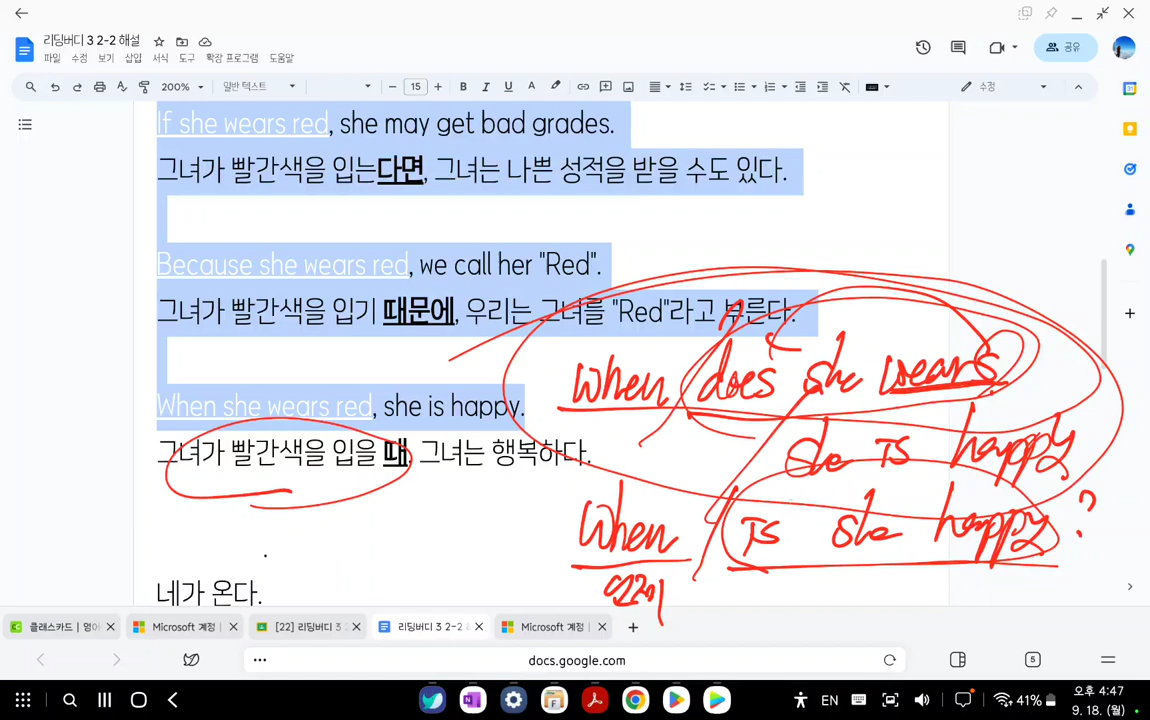 리딩버디 3 2-2 해설
파일 수정 보기 삽입 서식 도구 확장 프로그램 도움말
공유
200% 일반 텍스트 15 수정
If she wears red, she may get bad grades.
그녀가 빨간색을 입는다면, 그녀는 나쁜 성적을 받을 수도 있다.
Because she wears red, we call her "Red".
그녀가 빨간색을 입기 때문에, 우리는 그녀를 "Red"라고 부른다.
When does she wears
When she wears red, she is happy.
she is happy
그녀가 빨간색을 입을 때, 그녀는 행복하다.
When is she happy?
언제
네가 온다.
플래스카드 | 영어 Microsoft 계정 [22] 리딩버디 3 리딩버디 3 2-2 Microsoft 계정
docs.google.com
5
EN 41% 오후 4:47
9. 18. (월)